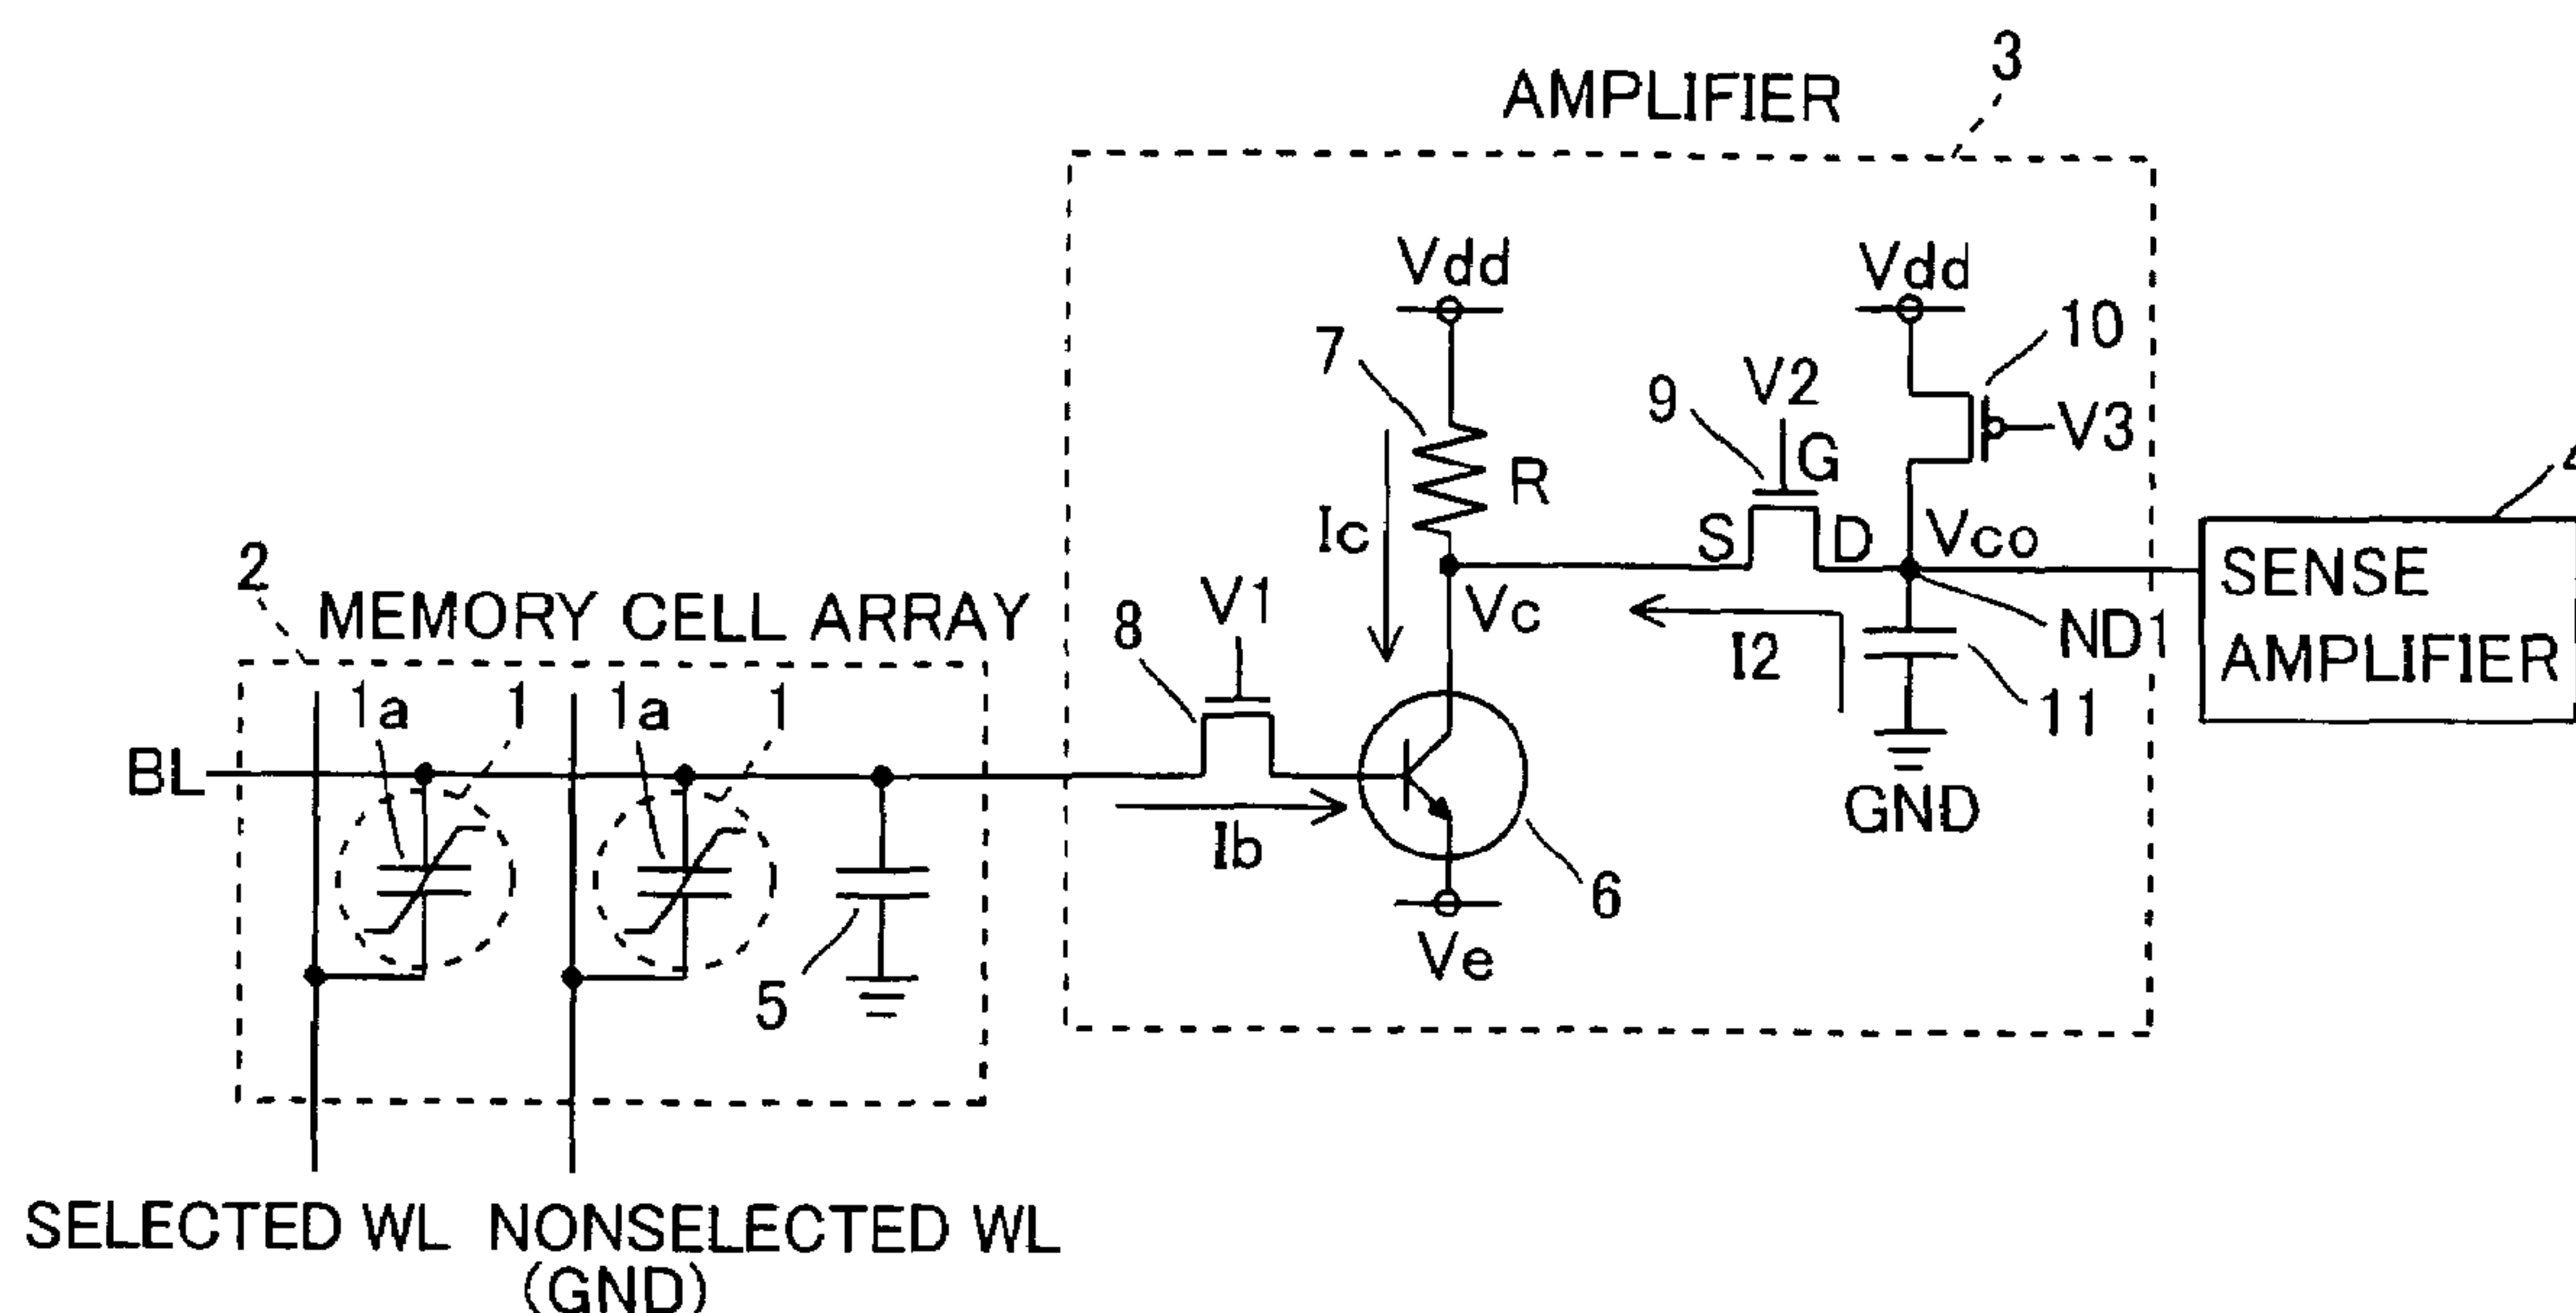 3
AMPLIFIER
Vdd
Vdd
10
7
V2
9
G
V3
R
Ic
S
D
Vco
4
SENSE
AMPLIFIER
2
MEMORY CELL ARRAY
V1
8
Vc
I2
ND1
11
1a
1
1a
1
BL
GND
Ib
6
5
Ve
SELECTED WL
NONSELECTED WL
(GND)